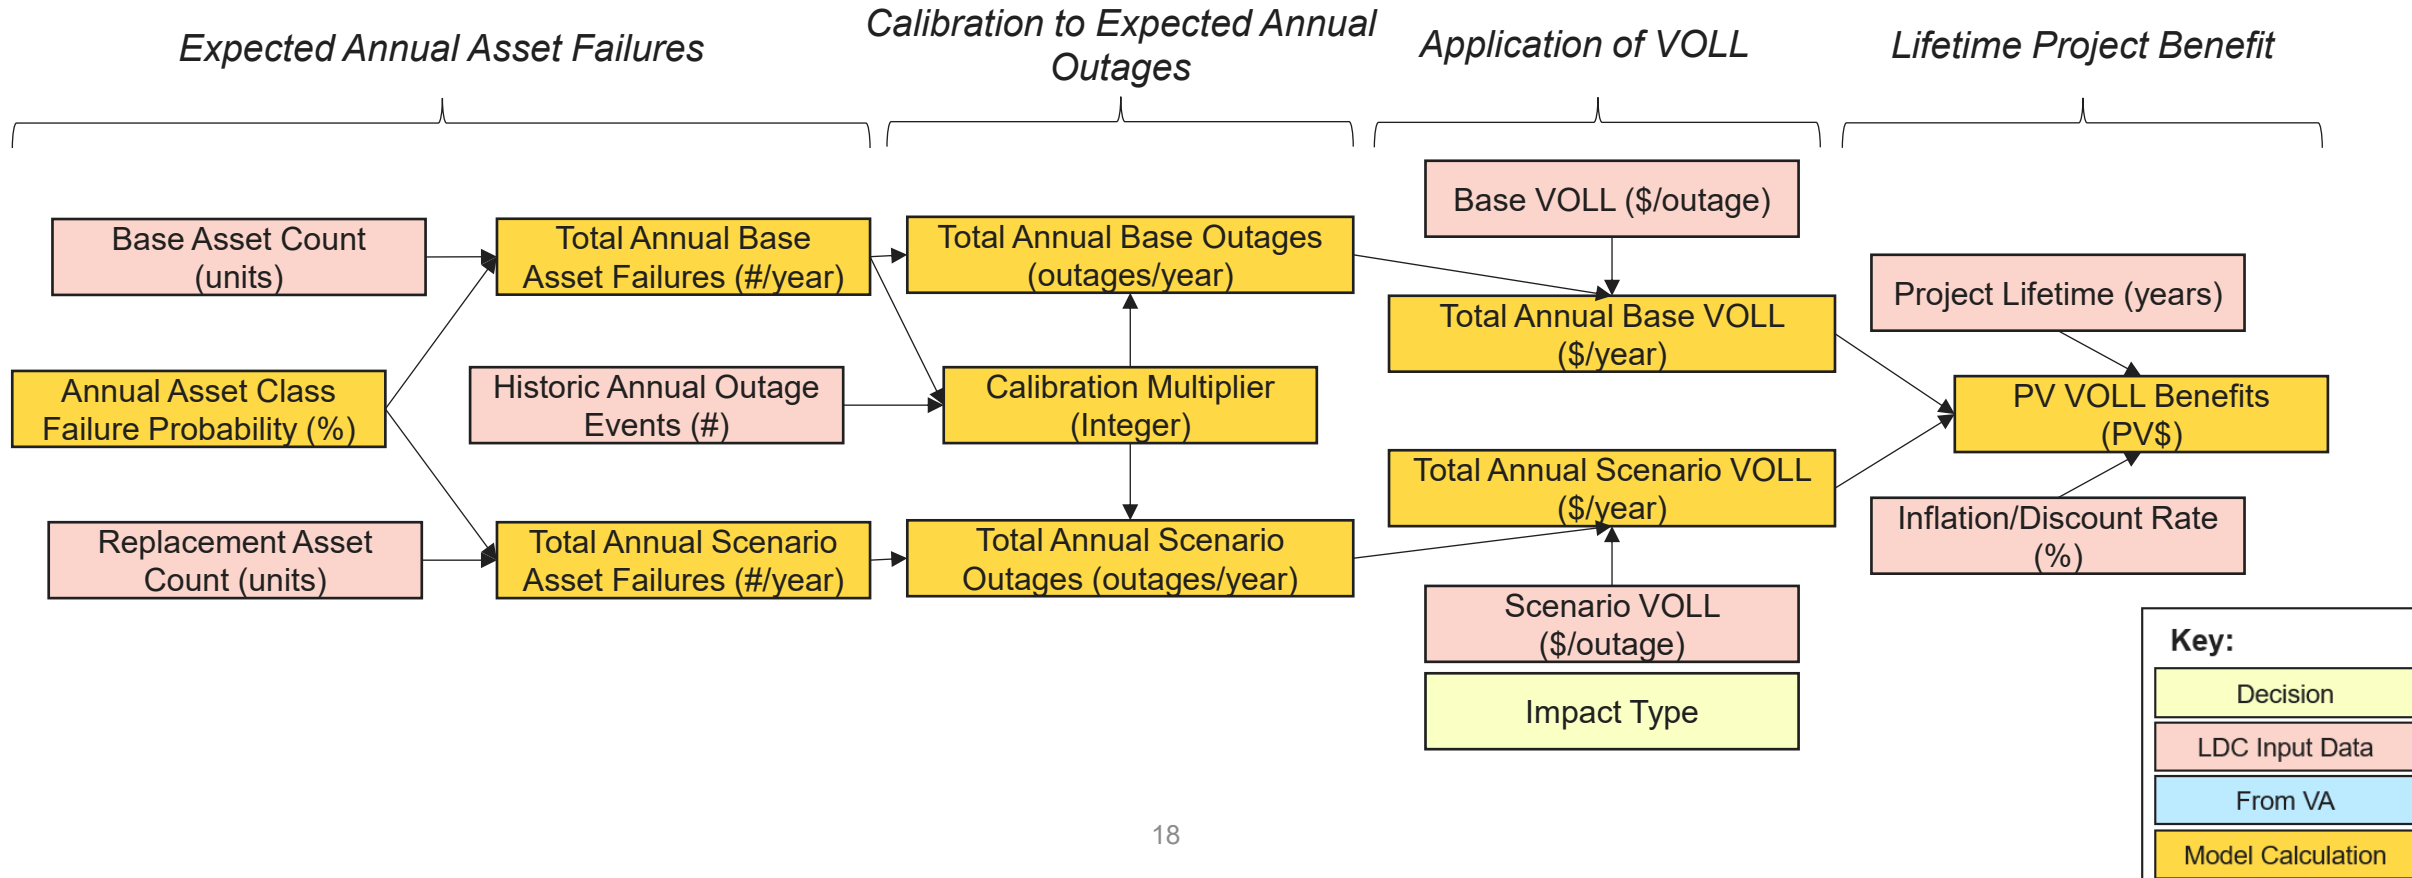 Expected Annual Asset Failures
Calibration to Expected Annual
Outages
Application of VOLL
Lifetime Project Benefit
Base Asset Count
(units)
Annual Asset Class
Failure Probability (%)
Replacement Asset
Count (units)
Total Annual Base
Asset Failures (#/year)
Historic Annual Outage
Events (#)
Total Annual Scenario
Asset Failures (#/year)
Total Annual Base Outages
(outages/year)
Calibration Multiplier
(Integer)
Total Annual Scenario
Outages (outages/year)
Base VOLL ($/outage)
Total Annual Base VOLL
($/year)
Total Annual Scenario VOLL
($/year)
Scenario VOLL
($/outage)
Impact Type
Project Lifetime (years)
PV VOLL Benefits
(PV$)
Inflation/Discount Rate
(%)
Key:
Decision
LDC Input Data
From VA
Model Calculation
18